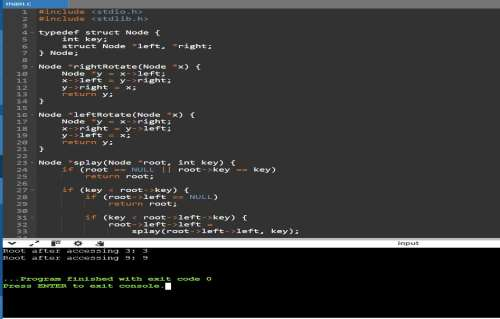 main.c
1 #include <stdio.h>
2 #include <stdlib.h>
3
4 typedef struct Node {
5     int key;
6     struct Node *left, *right;
7 } Node;
8
9 Node *rightRotate(Node *x) {
10     Node *y = x->left;
11     x->left = y->right;
12     y->right = x;
13     return y;
14 }
15
16 Node *leftRotate(Node *x) {
17     Node *y = x->right;
18     x->right = y->left;
19     y->left = x;
20     return y;
21 }
22
23 Node *splay(Node *root, int key) {
24     if (root == NULL || root->key == key)
25         return root;
26
27     if (key < root->key) {
28         if (root->left == NULL)
29             return root;
30
31         if (key < root->left->key) {
32             root->left->left =
33                 splay(root->left->left, key);
input
Root after accessing 3: 3
Root after accessing 9: 9
...Program finished with exit code 0
Press ENTER to exit console.